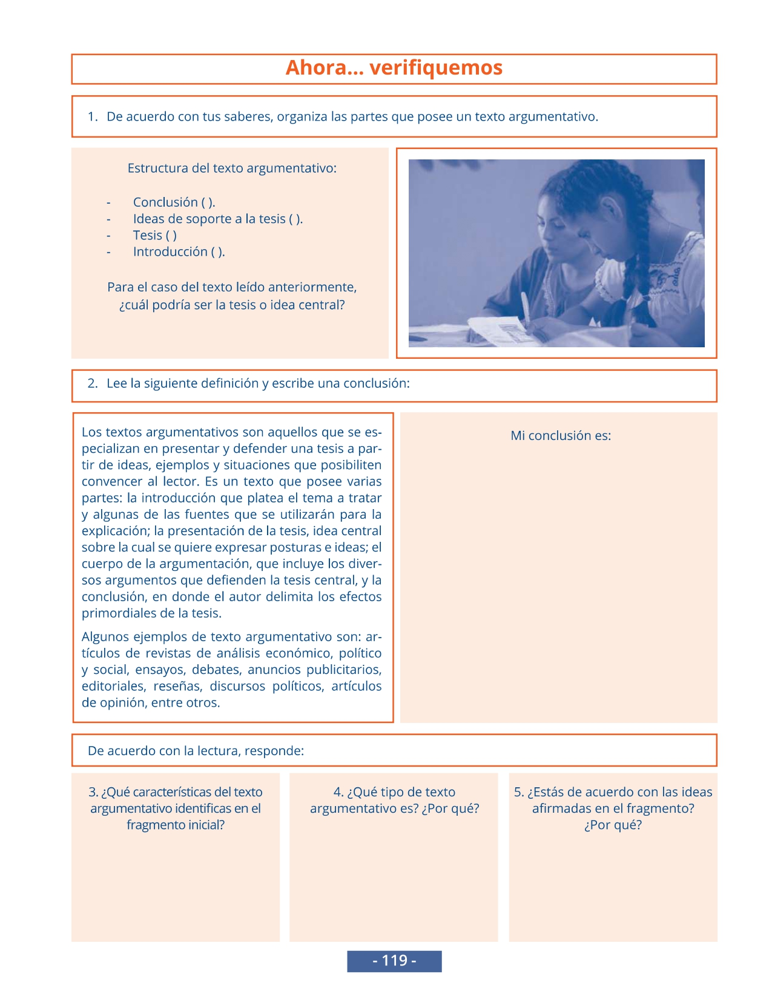 Ahora... verifiquemos
1. De acuerdo con tus saberes, organiza las partes que posee un texto argumentativo.
Estructura del texto argumentativo:
- Conclusión ( ).
- Ideas de soporte a la tesis ( ).
- Tesis ( )
- Introducción ( ).
Para el caso del texto leído anteriormente,
¿cuál podría ser la tesis o idea central?
2. Lee la siguiente definición y escribe una conclusión:
Los textos argumentativos son aquellos que se es-
pecializan en presentar y defender una tesis a par-
tir de ideas, ejemplos y situaciones que posibiliten
convencer al lector. Es un texto que posee varias
partes: la introducción que platea el tema a tratar
y algunas de las fuentes que se utilizarán para la
explicación; la presentación de la tesis, idea central
sobre la cual se quiere expresar posturas e ideas; el
cuerpo de la argumentación, que incluye los diver-
sos argumentos que defienden la tesis central, y la
conclusión, en donde el autor delimita los efectos
primordiales de la tesis.
Algunos ejemplos de texto argumentativo son: ar-
tículos de revistas de análisis económico, político
y social, ensayos, debates, anuncios publicitarios,
editoriales, reseñas, discursos políticos, artículos
de opinión, entre otros.
Mi conclusión es:
De acuerdo con la lectura, responde:
3. ¿Qué características del texto
argumentativo identificas en el
fragmento inicial?
4. ¿Qué tipo de texto
argumentativo es? ¿Por qué?
5. ¿Estás de acuerdo con las ideas
afirmadas en el fragmento?
¿Por qué?
- 119 -